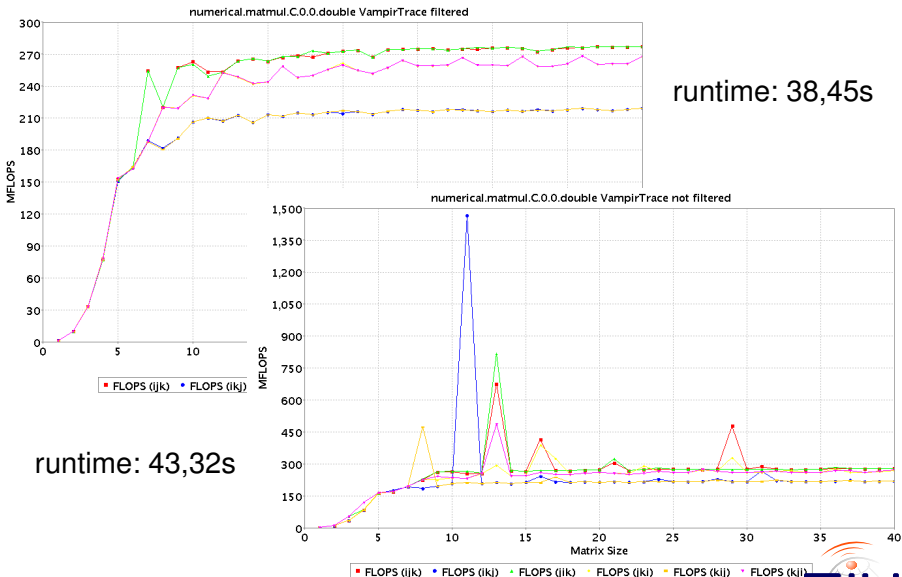 numerical.matmul.C.0.0.double VampirTrace filtered
300
270
240
210
180
150
120
90
60
30
0
MFLOPS
0 5 10
FLOPS (ijk) FLOPS (ikj)
runtime: 38,45s
numerical.matmul.C.0.0.double VampirTrace not filtered
1,500
1,350
1,200
1,050
900
750
600
450
300
150
0
MFLOPS
0 5 10 15 20 25 30 35 40
Matrix Size
FLOPS (ijk) FLOPS (ikj) FLOPS (jik) FLOPS (jki) FLOPS (kij) FLOPS (kji)
runtime: 43,32s